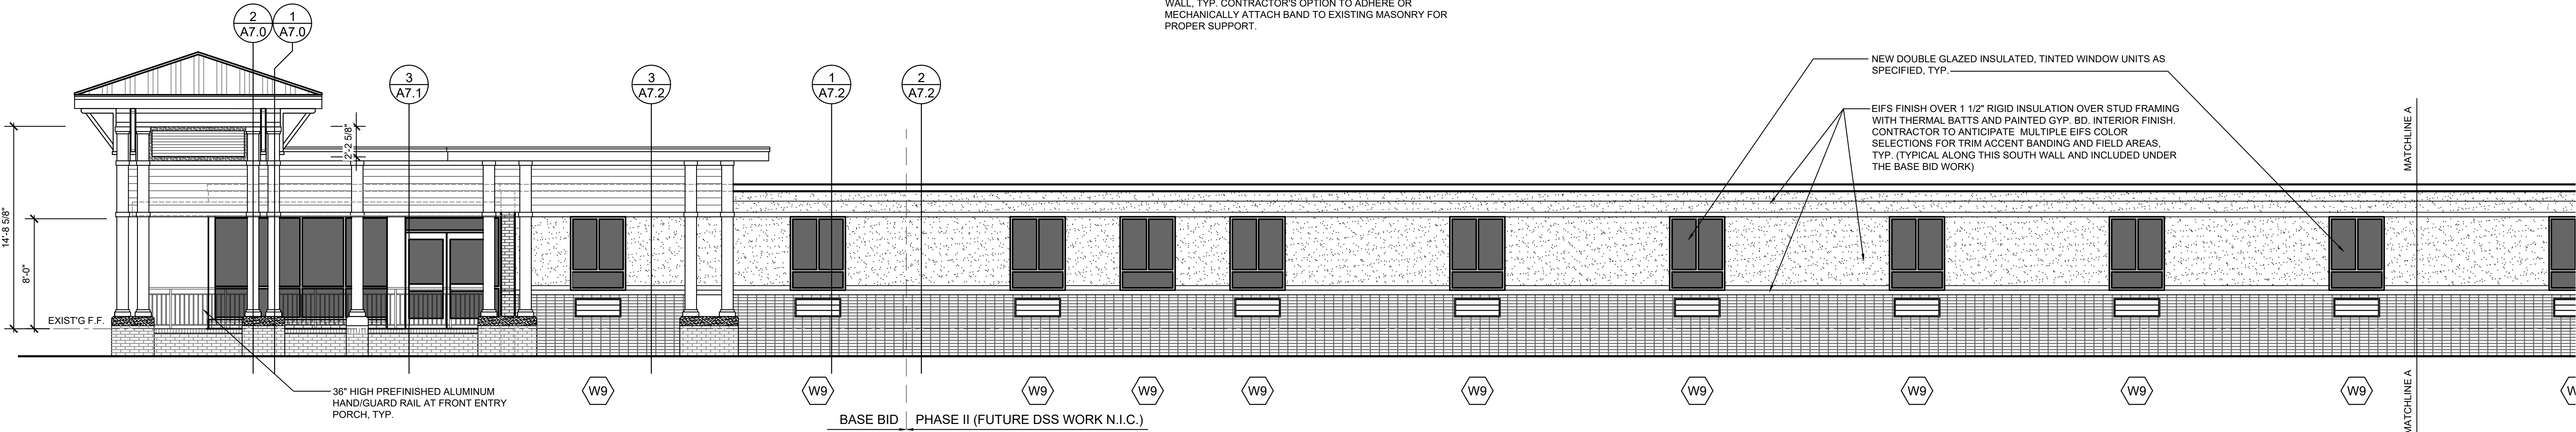 WALL, TYP. CONTRACTOR'S OPTION TO ADHERE OR
MECHANICALLY ATTACH BAND TO EXISTING MASONRY FOR
PROPER SUPPORT.
2
A7.0
1
A7.0
3
A7.1
3
A7.2
1
A7.2
2
A7.2
NEW DOUBLE GLAZED INSULATED, TINTED WINDOW UNITS AS
SPECIFIED, TYP.
EIFS FINISH OVER 1 1/2" RIGID INSULATION OVER STUD FRAMING
WITH THERMAL BATTS AND PAINTED GYP. BD. INTERIOR FINISH.
CONTRACTOR TO ANTICIPATE MULTIPLE EIFS COLOR
SELECTIONS FOR TRIM ACCENT BANDING AND FIELD AREAS,
TYP. (TYPICAL ALONG THIS SOUTH WALL AND INCLUDED UNDER
THE BASE BID WORK)
MATCHLINE A
2'-2 5/8"
14'-8 5/8"
8'-0"
EXIST'G F.F.
36" HIGH PREFINISHED ALUMINUM
HAND/GUARD RAIL AT FRONT ENTRY
PORCH, TYP.
W9
W9
W9
W9
W9
W9
W9
W9
W9
W9
MATCHLINE A
BASE BID
PHASE II (FUTURE DSS WORK N.I.C.)